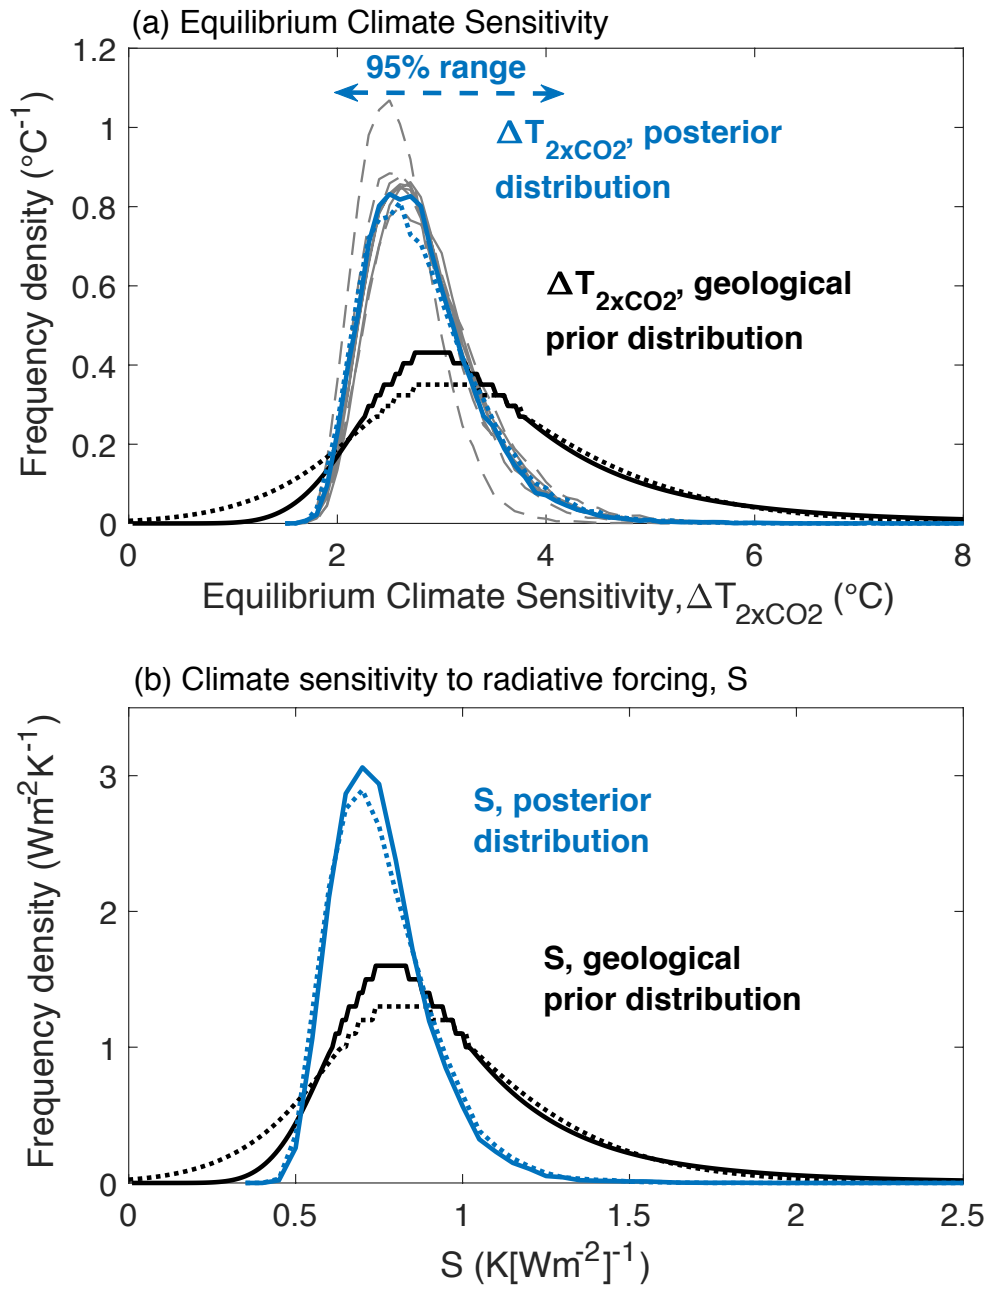 (a) Equilibrium Climate Sensitivity
1.2
95% range
1
ΔT2xCO2, posterior
distribution
0.8
0.6
ΔT2xCO2, geological
prior distribution
0.4
0.2
0
Frequency density (°C-1)
0 2 4 6 8
Equilibrium Climate Sensitivity, ΔT2xCO2 (°C)
(b) Climate sensitivity to radiative forcing, S
3
S, posterior
distribution
2
S, geological
prior distribution
1
0
Frequency density (Wm-2K-1)
0 0.5 1 1.5 2 2.5
S (K[Wm-2]-1)